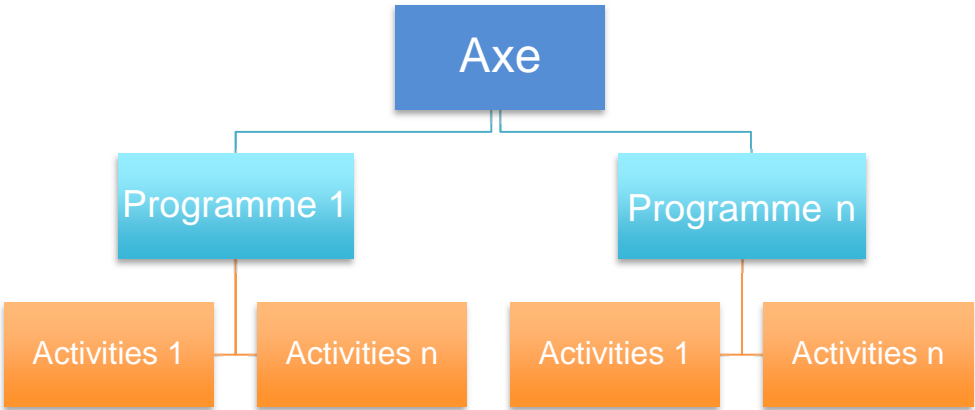 Axe
Programme 1
Programme n
Activities 1
Activities n
Activities 1
Activities n